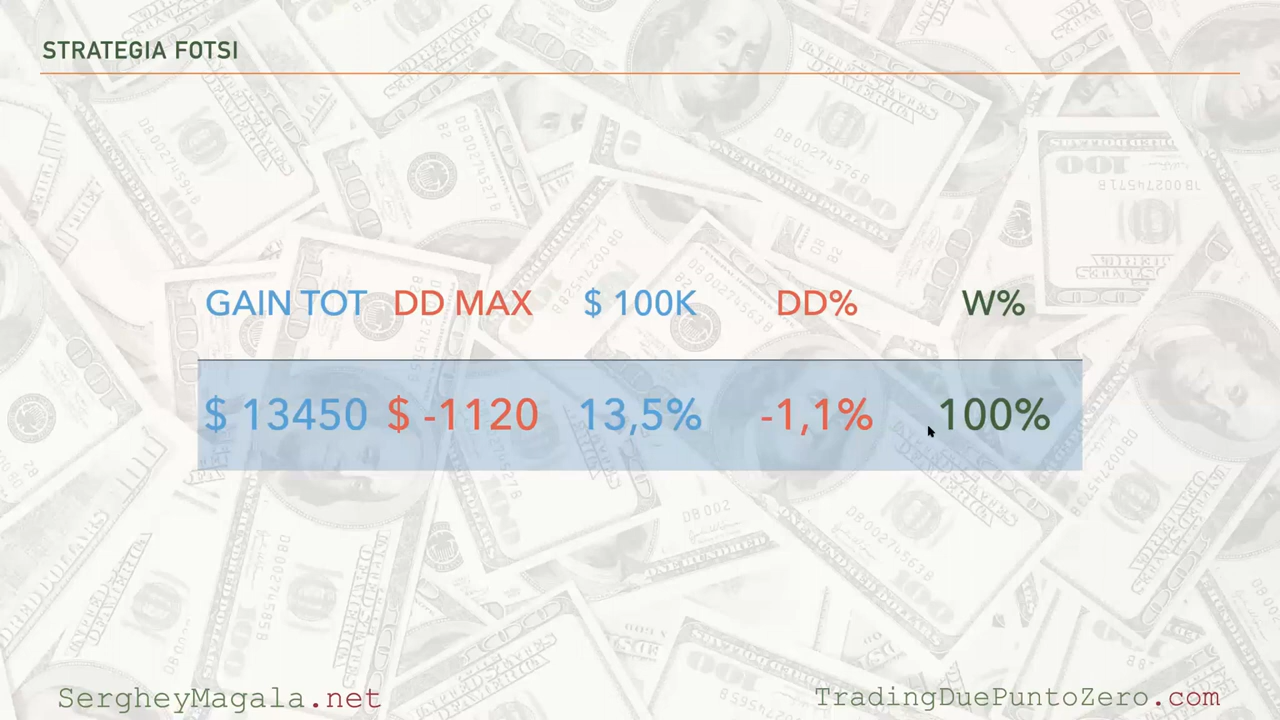 STRATEGIA FOTSI
GAIN TOT DD MAX $ 100K DD% W%
$ 13450 $ -1120 13,5% -1,1% 100%
SergheyMagala.net TradingDuePuntoZero.com